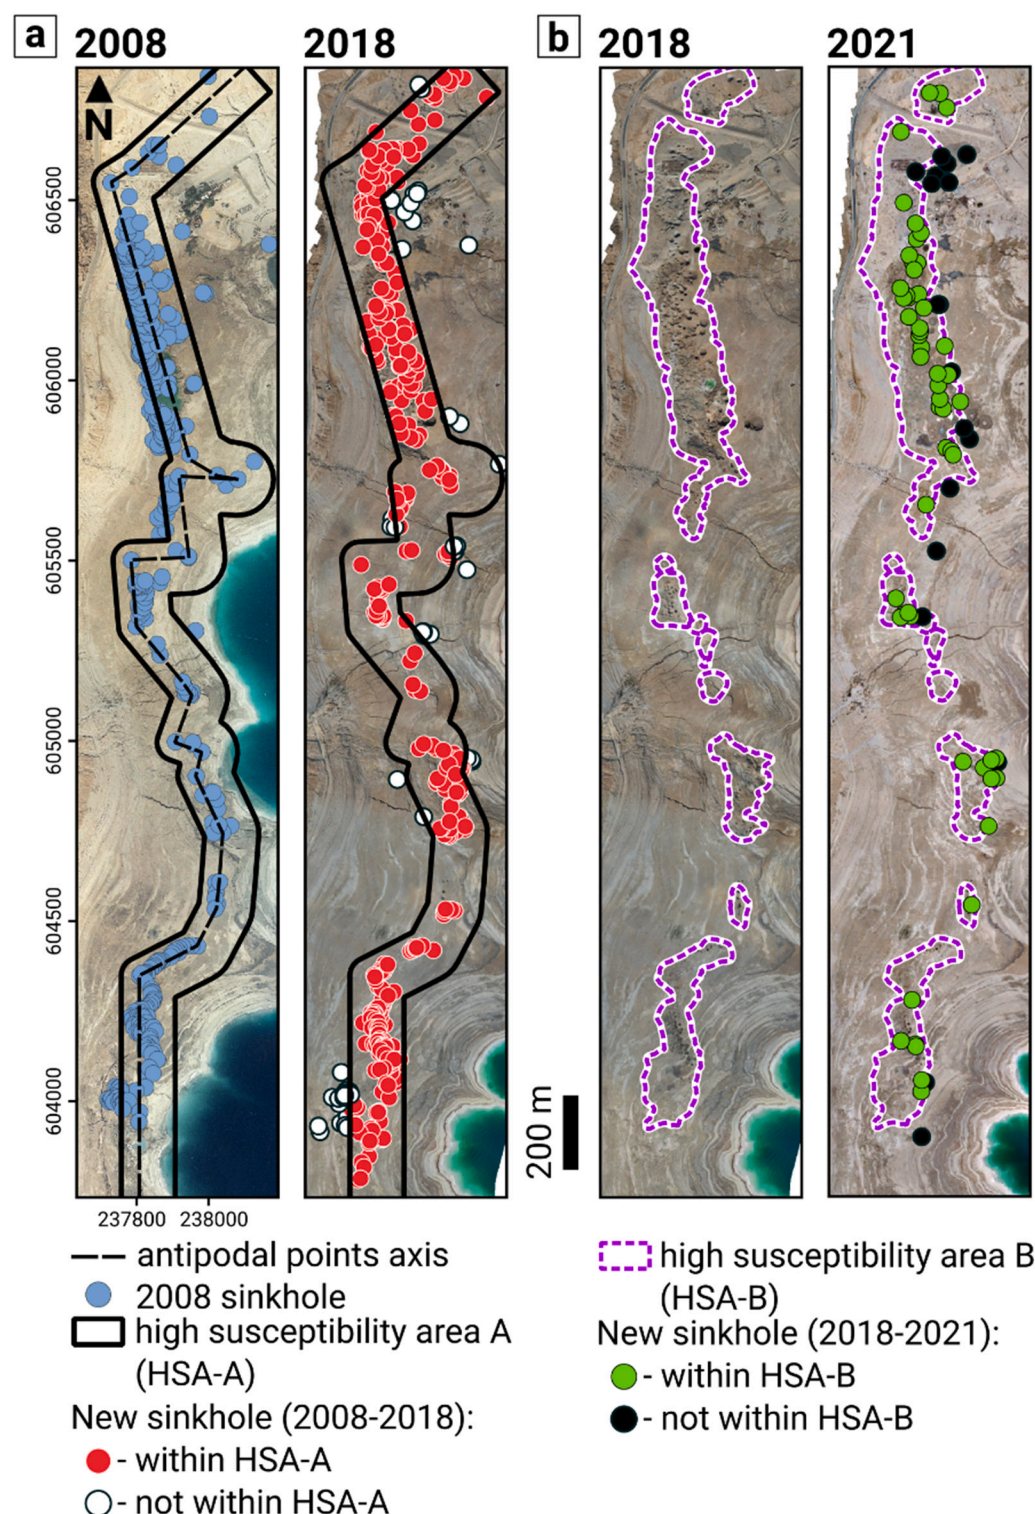 a 2008 2018 b 2018 2021
N
606500
606000
605500
605000
604500
604000
200 m
237800 238000
antipodal points axis
2008 sinkhole
high susceptibility area A
(HSA-A)
New sinkhole (2008-2018):
- within HSA-A
- not within HSA-A
high susceptibility area B
(HSA-B)
New sinkhole (2018-2021):
- within HSA-B
- not within HSA-B